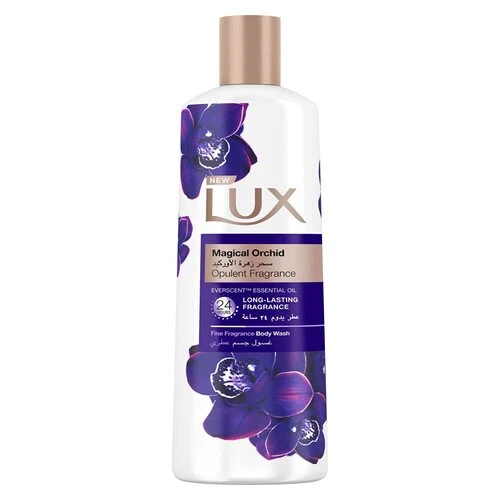 NEW
LUX
Magical Orchid
سحر زهرة الأوركيد
Opulent Fragrance
EVERSCENT™ ESSENTIAL OIL
24
HOURS
LONG-LASTING
FRAGRANCE
عطر يدوم ٢٤ ساعة
Fine Fragrance Body Wash
غسول جسم عطري